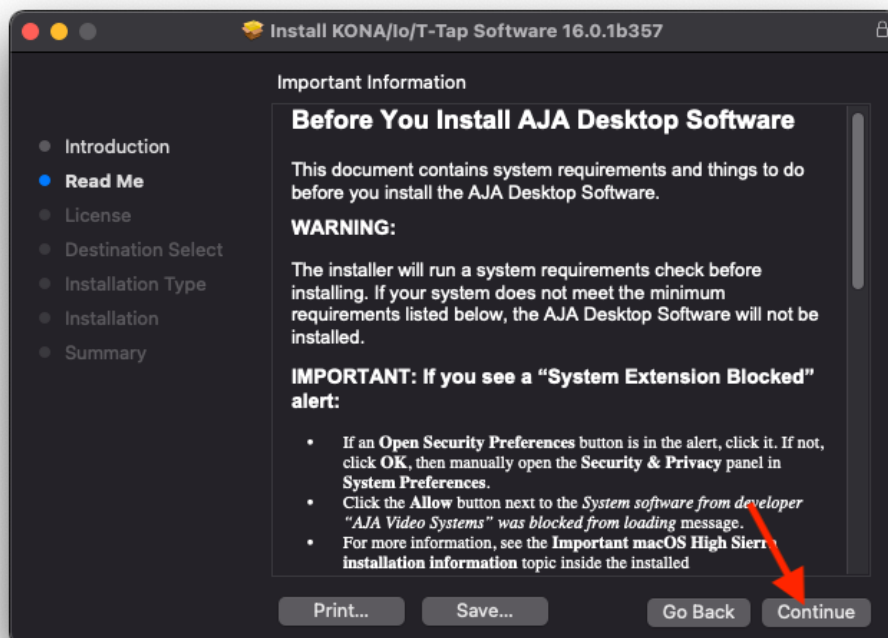 Install KONA/Io/T-Tap Software 16.0.1b357
Important Information
Introduction
Read Me
License
Destination Select
Installation Type
Installation
Summary
Before You Install AJA Desktop Software
This document contains system requirements and things to do
before you install the AJA Desktop Software.
WARNING:
The installer will run a system requirements check before
installing. If your system does not meet the minimum
requirements listed below, the AJA Desktop Software will not be
installed.
IMPORTANT: If you see a “System Extension Blocked”
alert:
• If an Open Security Preferences button is in the alert, click it. If not,
click OK, then manually open the Security & Privacy panel in
System Preferences.
• Click the Allow button next to the System software from developer
“AJA Video Systems” was blocked from loading message.
• For more information, see the Important macOS High Sierra
installation information topic inside the installed
Print...
Save...
Go Back
Continue